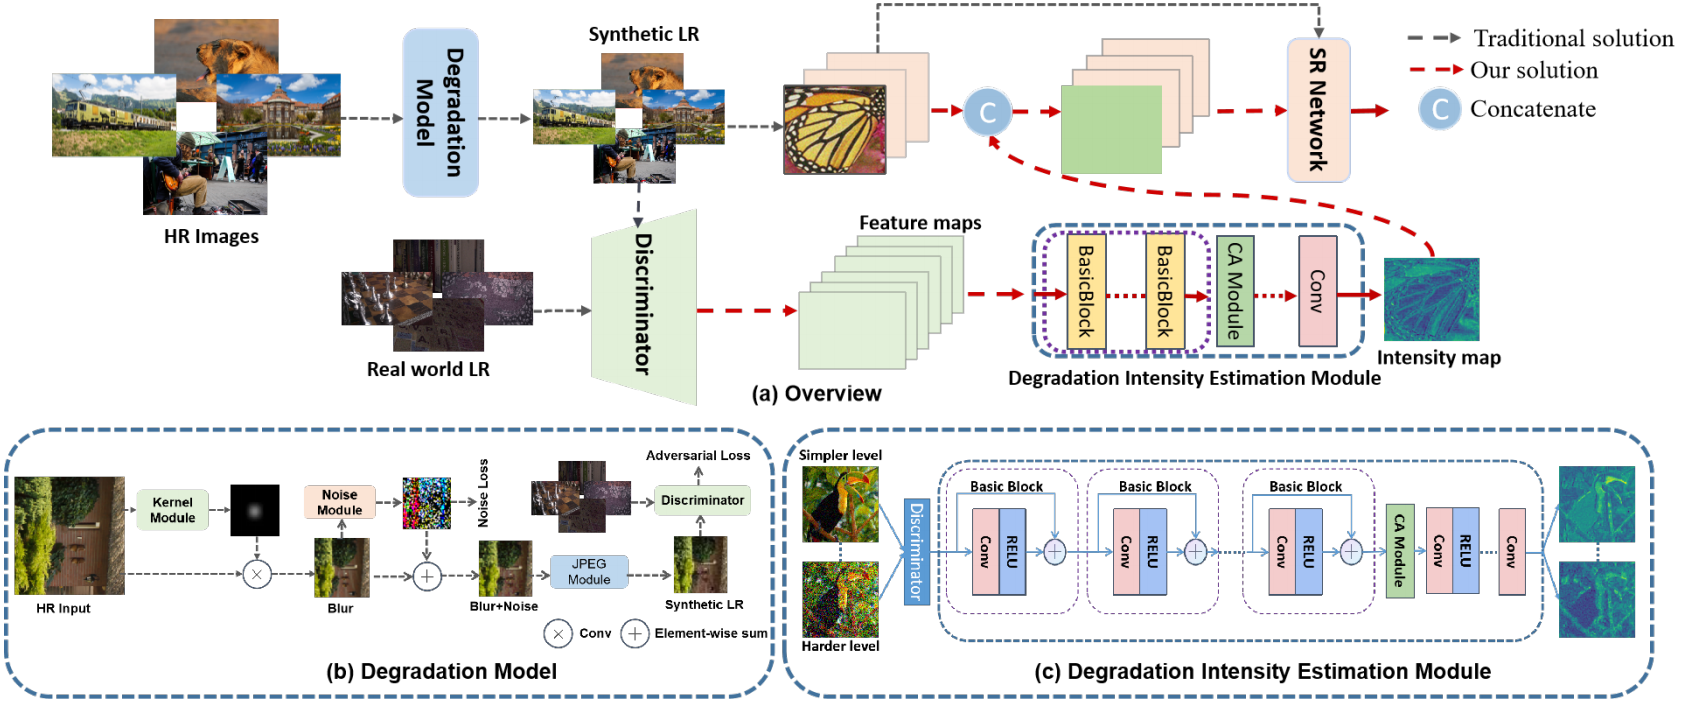 Synthetic LR
HR Images
Degradation
Model
Discriminator
Real world LR
Feature maps
C
SR Network
Traditional solution
Our solution
C
Concatenate
BasicBlock
BasicBlock
CA Module
Conv
Intensity map
Degradation Intensity Estimation Module
(a) Overview
HR Input
Kernel
Module
Noise
Module
Blur
Noise Loss
Blur+Noise
JPEG
Module
Adversarial Loss
Discriminator
Synthetic LR
Conv
Element-wise sum
(b) Degradation Model
Simpler level
Harder level
Discriminator
Basic Block
Conv
RELU
Basic Block
Conv
RELU
Basic Block
Conv
RELU
CA Module
Conv
RELU
Conv
(c) Degradation Intensity Estimation Module